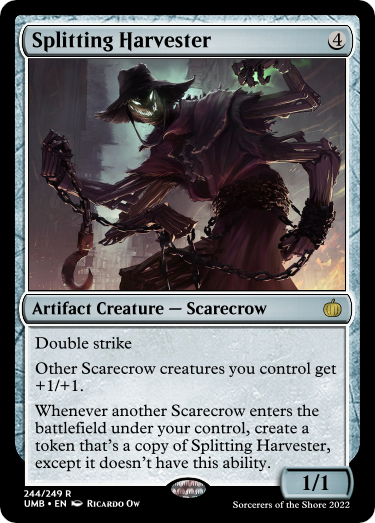 Splitting Harvester 4
Artifact Creature — Scarecrow
Double strike
Other Scarecrow creatures you control get
+1/+1.
Whenever another Scarecrow enters the
battlefield under your control, create a
token that's a copy of Splitting Harvester,
except it doesn't have this ability.
1/1
244/249 R
UMB • EN Ricardo Ow
Sorcerers of the Shore 2022